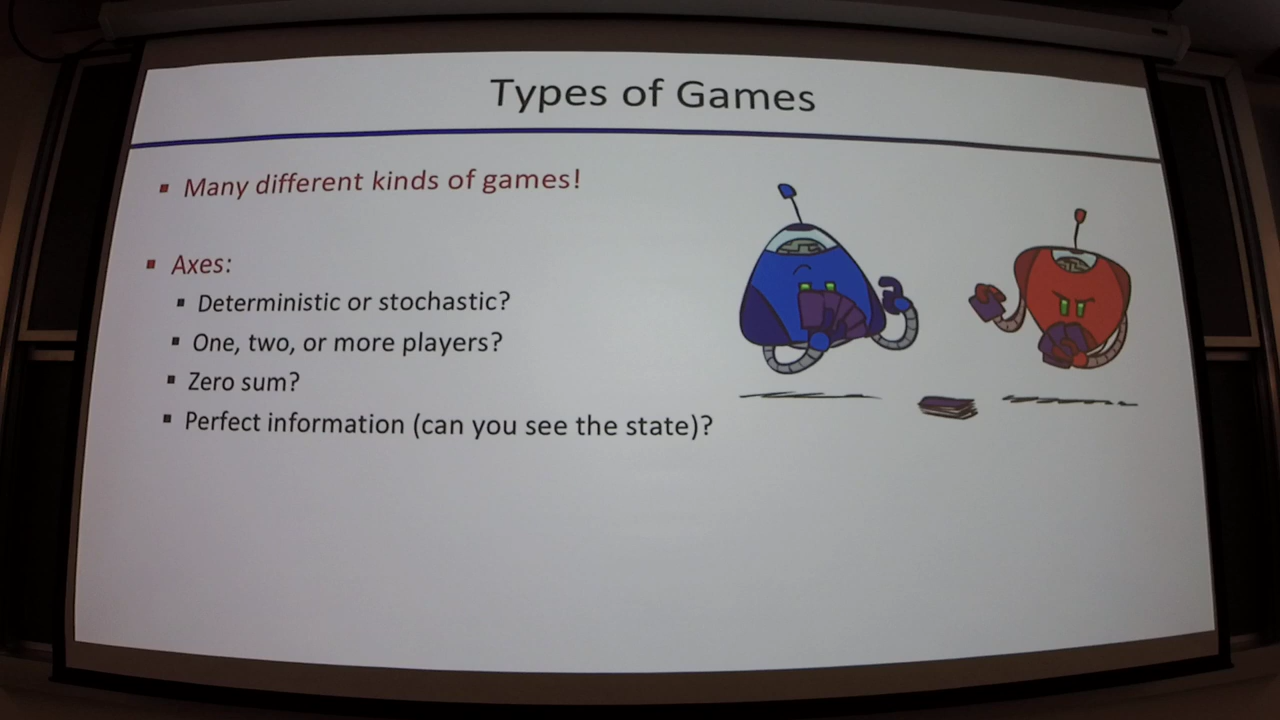 Types of Games
▪ Many different kinds of games!
▪ Axes:
▪ Deterministic or stochastic?
▪ One, two, or more players?
▪ Zero sum?
▪ Perfect information (can you see the state)?